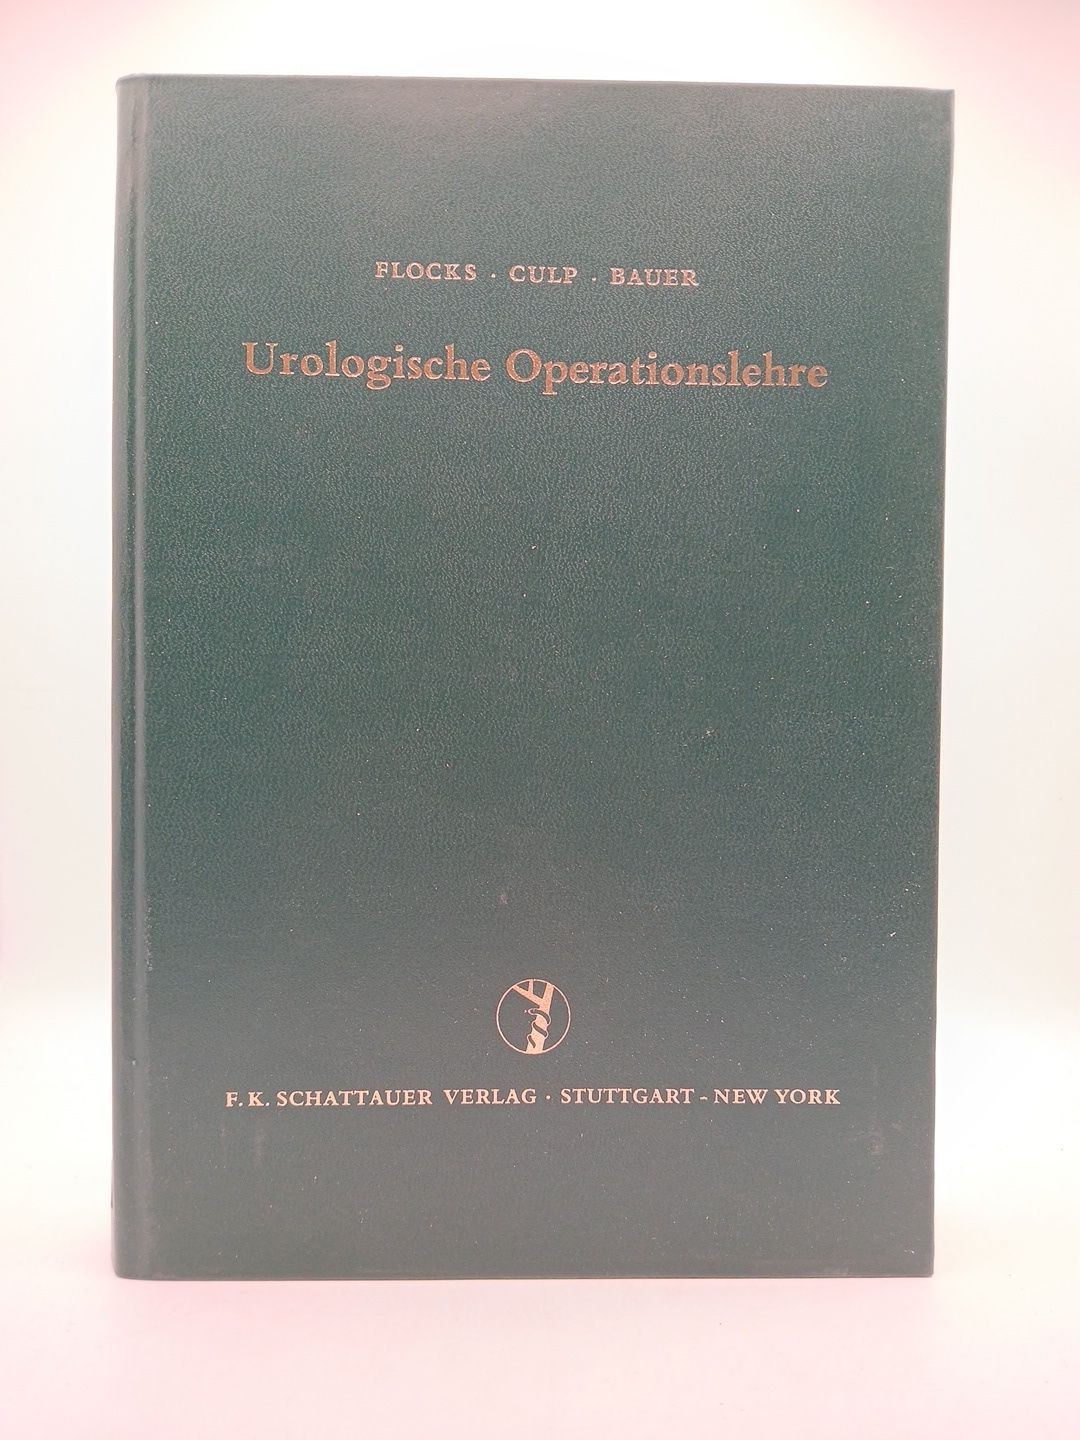 FLOCKS · CULP · BAUER
Urologische Operationslehre
F. K. SCHATTAUER VERLAG · STUTTGART - NEW YORK